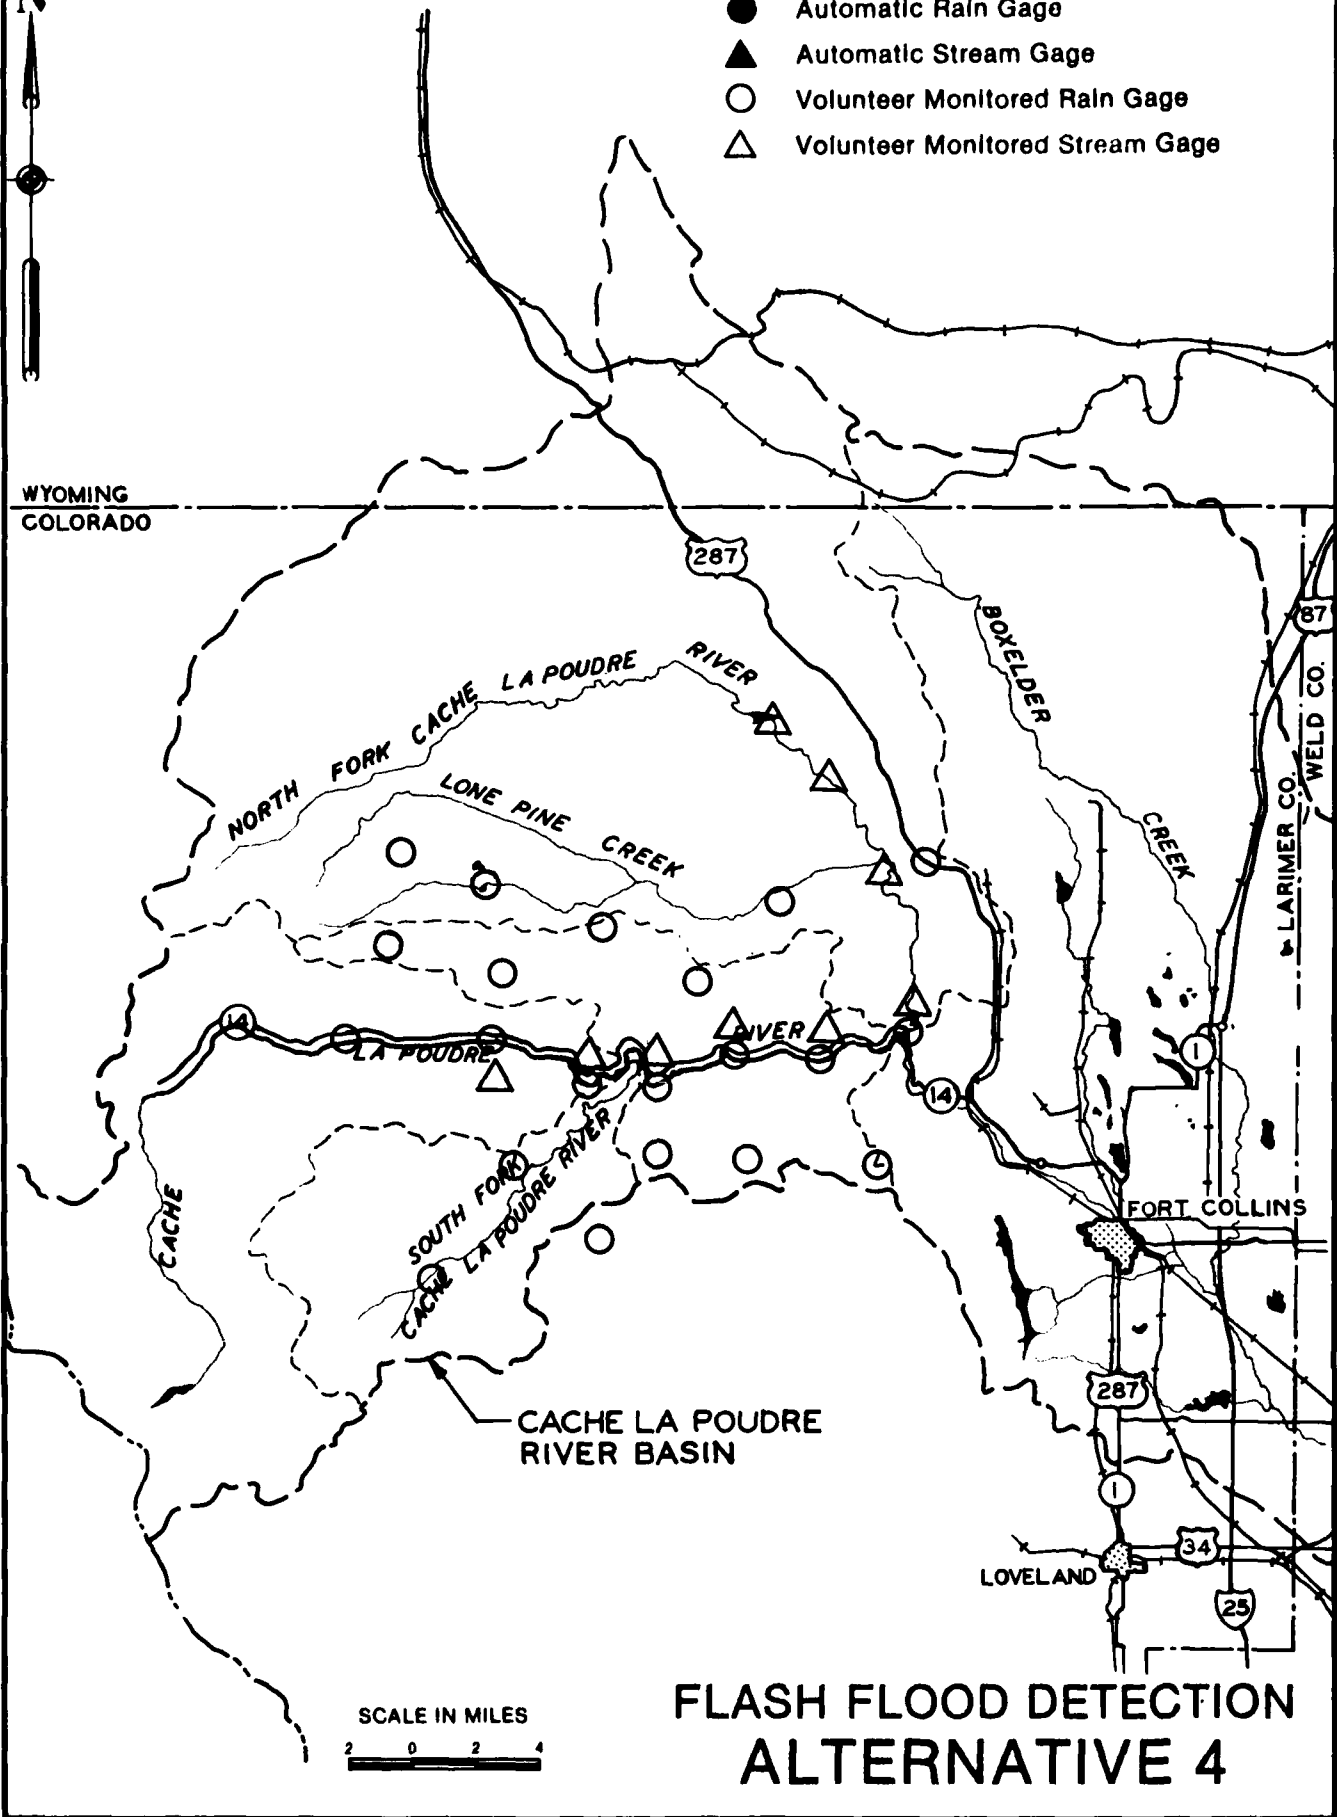 N
Automatic Rain Gage
Automatic Stream Gage
Volunteer Monitored Rain Gage
Volunteer Monitored Stream Gage
WYOMING
COLORADO
287
87
BOXELDER
CREEK
NORTH FORK CACHE LA POUDRE RIVER
LONE PINE CREEK
LARIMER CO.
WELD CO.
14
LA POUDRE
RIVER
1
14
CACHE
SOUTH FORK
CACHE LA POUDRE RIVER
FORT COLLINS
287
CACHE LA POUDRE
RIVER BASIN
1
34
LOVELAND
25
SCALE IN MILES
2 0 2 4
FLASH FLOOD DETECTION
ALTERNATIVE 4